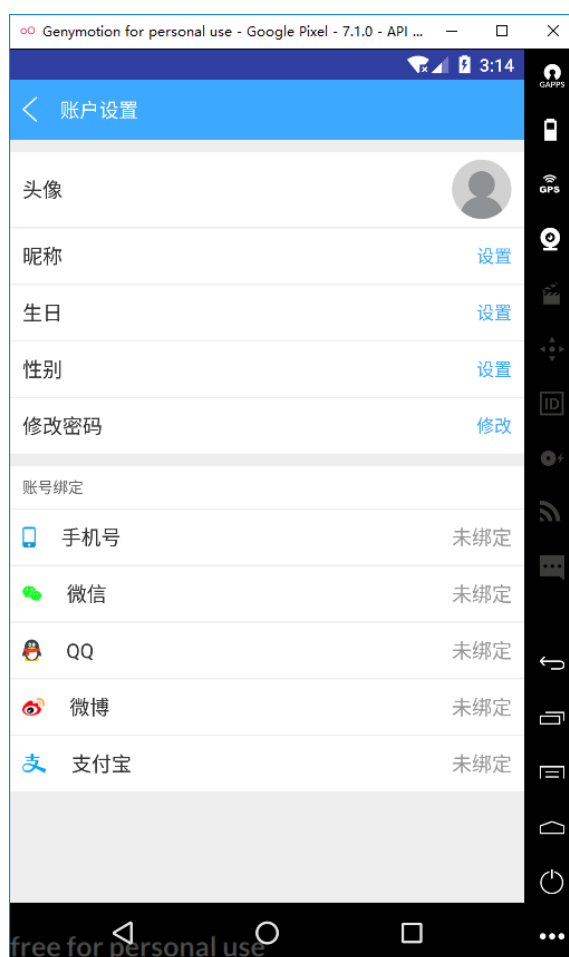 Genymotion for personal use - Google Pixel - 7.1.0 - API ...
3:14
GAPPS
账户设置
头像
GPS
昵称 设置
生日 设置
性别 设置
ID
修改密码 修改
账号绑定
手机号 未绑定
微信 未绑定
QQ 未绑定
微博 未绑定
支 支付宝 未绑定
free for personal use